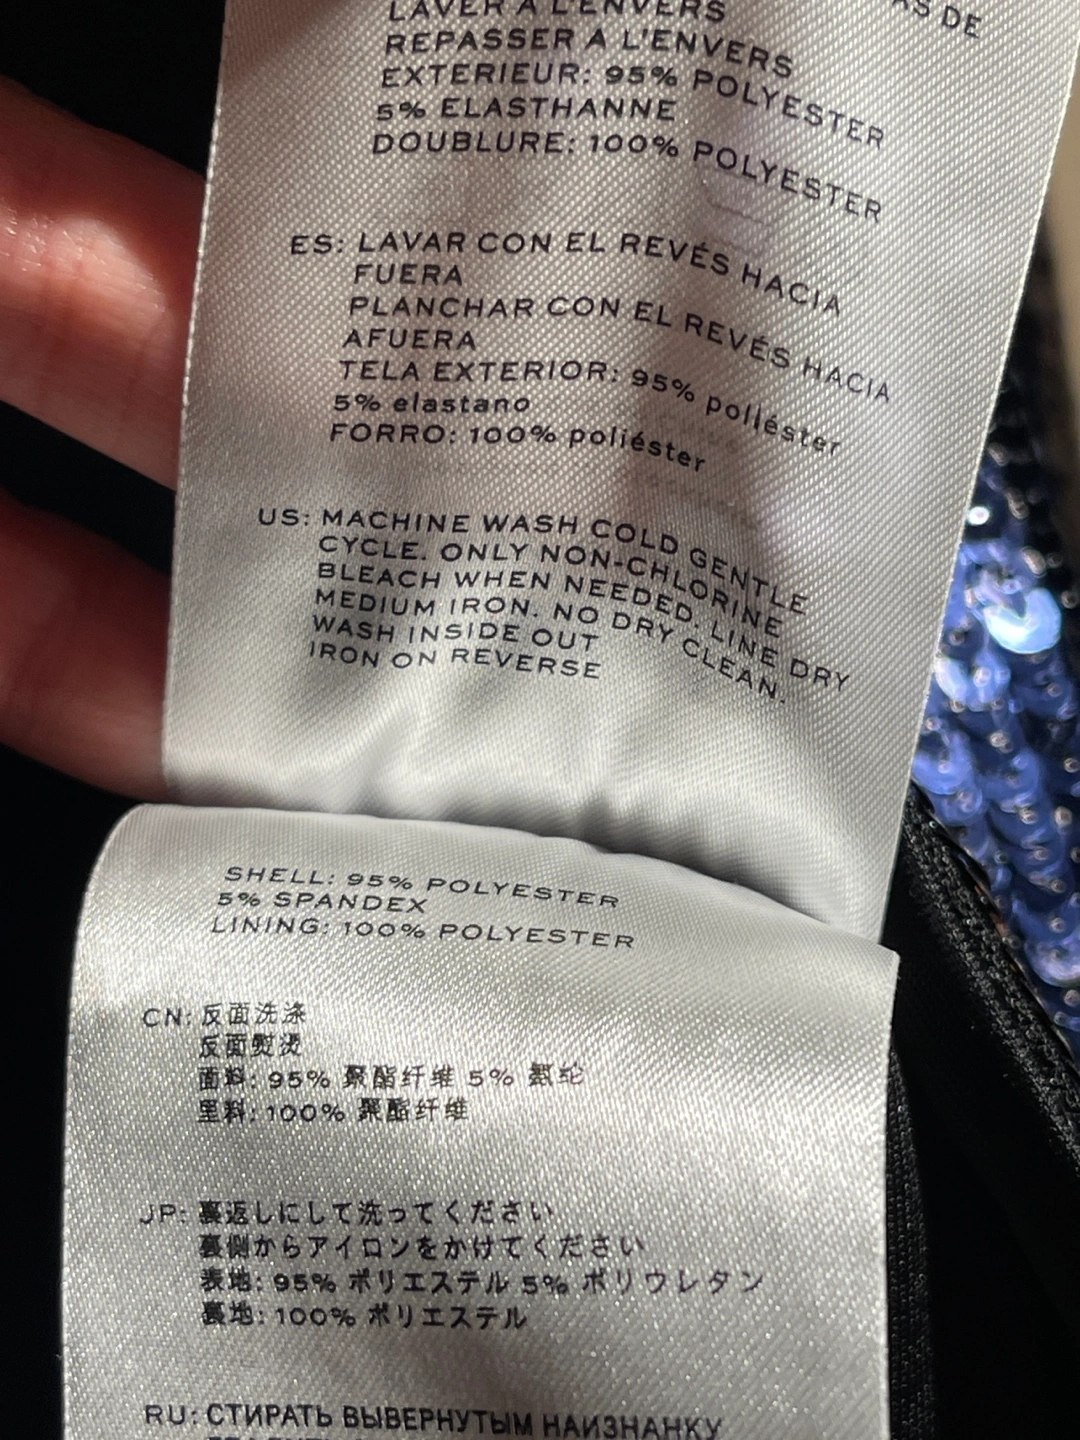 AS DE
LAVER A L'ENVERS
REPASSER A L'ENVERS
EXTERIEUR: 95% POLYESTER
5% ELASTHANNE
DOUBLURE: 100% POLYESTER
ES: LAVAR CON EL REVÉS HACIA
FUERA
PLANCHAR CON EL REVÉS HACIA
AFUERA
TELA EXTERIOR: 95% poliéster
5% elastano
FORRO: 100% poliéster
US: MACHINE WASH COLD GENTLE
CYCLE. ONLY NON-CHLORINE
BLEACH WHEN NEEDED. LINE DRY
MEDIUM IRON. NO DRY CLEAN.
WASH INSIDE OUT
IRON ON REVERSE
SHELL: 95% POLYESTER
5% SPANDEX
LINING: 100% POLYESTER
CN: 反面洗涤
反面熨烫
面料: 95% 聚酯纤维 5% 氨纶
里料: 100% 聚酯纤维
JP: 裏返しにして洗ってください
裏側からアイロンをかけてください
表地: 95% ポリエステル 5% ポリウレタン
裏地: 100% ポリエステル
RU: СТИРАТЬ ВЫВЕРНУТЫМ НАИЗНАНКУ